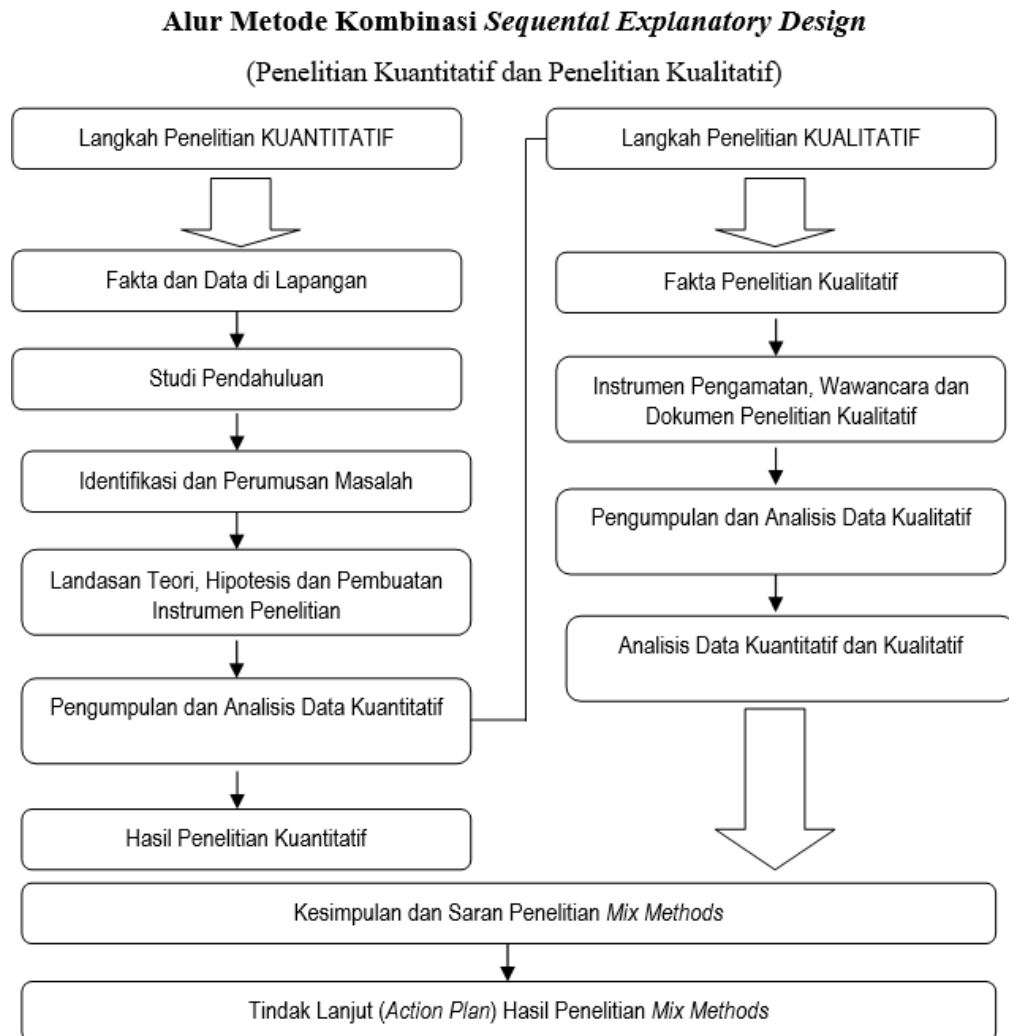 Alur Metode Kombinasi Sequental Explanatory Design
(Penelitian Kuantitatif dan Penelitian Kualitatif)
Langkah Penelitian KUANTITATIF
Fakta dan Data di Lapangan
Studi Pendahuluan
Identifikasi dan Perumusan Masalah
Landasan Teori, Hipotesis dan Pembuatan
Instrumen Penelitian
Pengumpulan dan Analisis Data Kuantitatif
Hasil Penelitian Kuantitatif
Langkah Penelitian KUALITATIF
Fakta Penelitian Kualitatif
Instrumen Pengamatan, Wawancara dan
Dokumen Penelitian Kualitatif
Pengumpulan dan Analisis Data Kualitatif
Analisis Data Kuantitatif dan Kualitatif
Kesimpulan dan Saran Penelitian Mix Methods
Tindak Lanjut (Action Plan) Hasil Penelitian Mix Methods